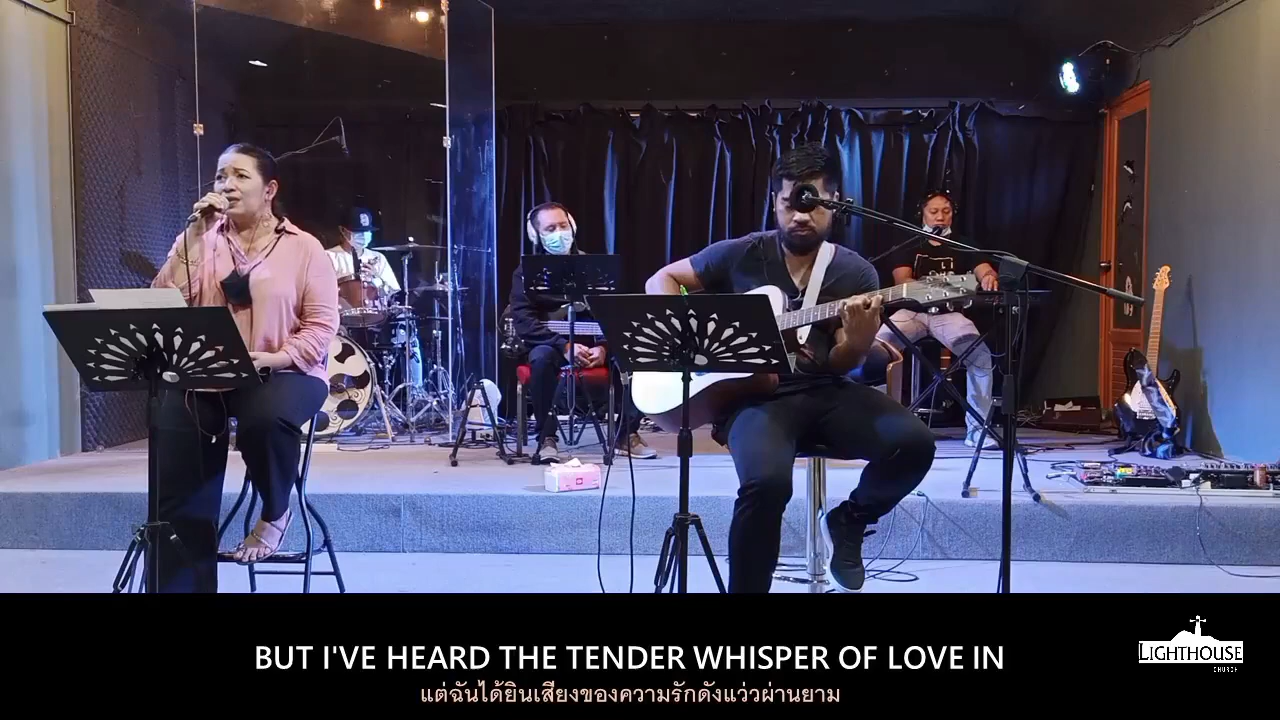 BUT I'VE HEARD THE TENDER WHISPER OF LOVE IN
แต่ฉันได้ยินเสียงของความรักดังแว่วผ่านยาม
LIGHTHOUSE
CHURCH